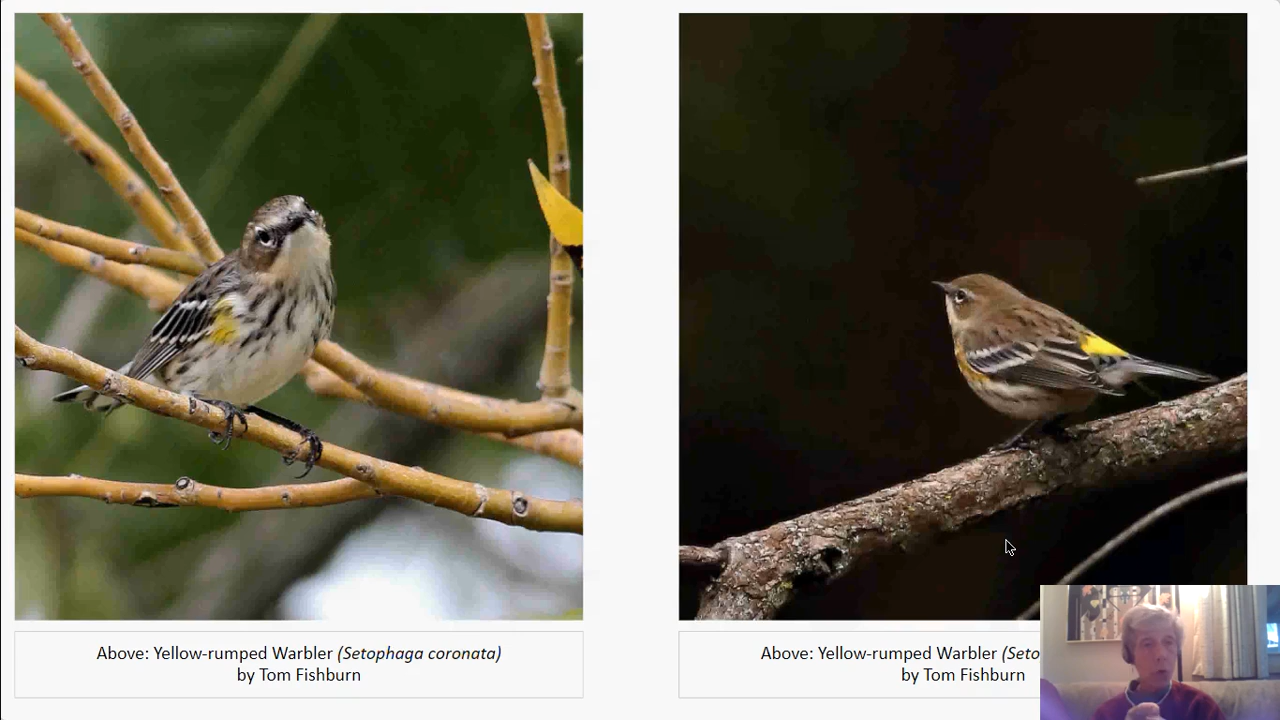 Above: Yellow-rumped Warbler (Setophaga coronata)
by Tom Fishburn
Above: Yellow-rumped Warbler (Seto
by Tom Fishburn